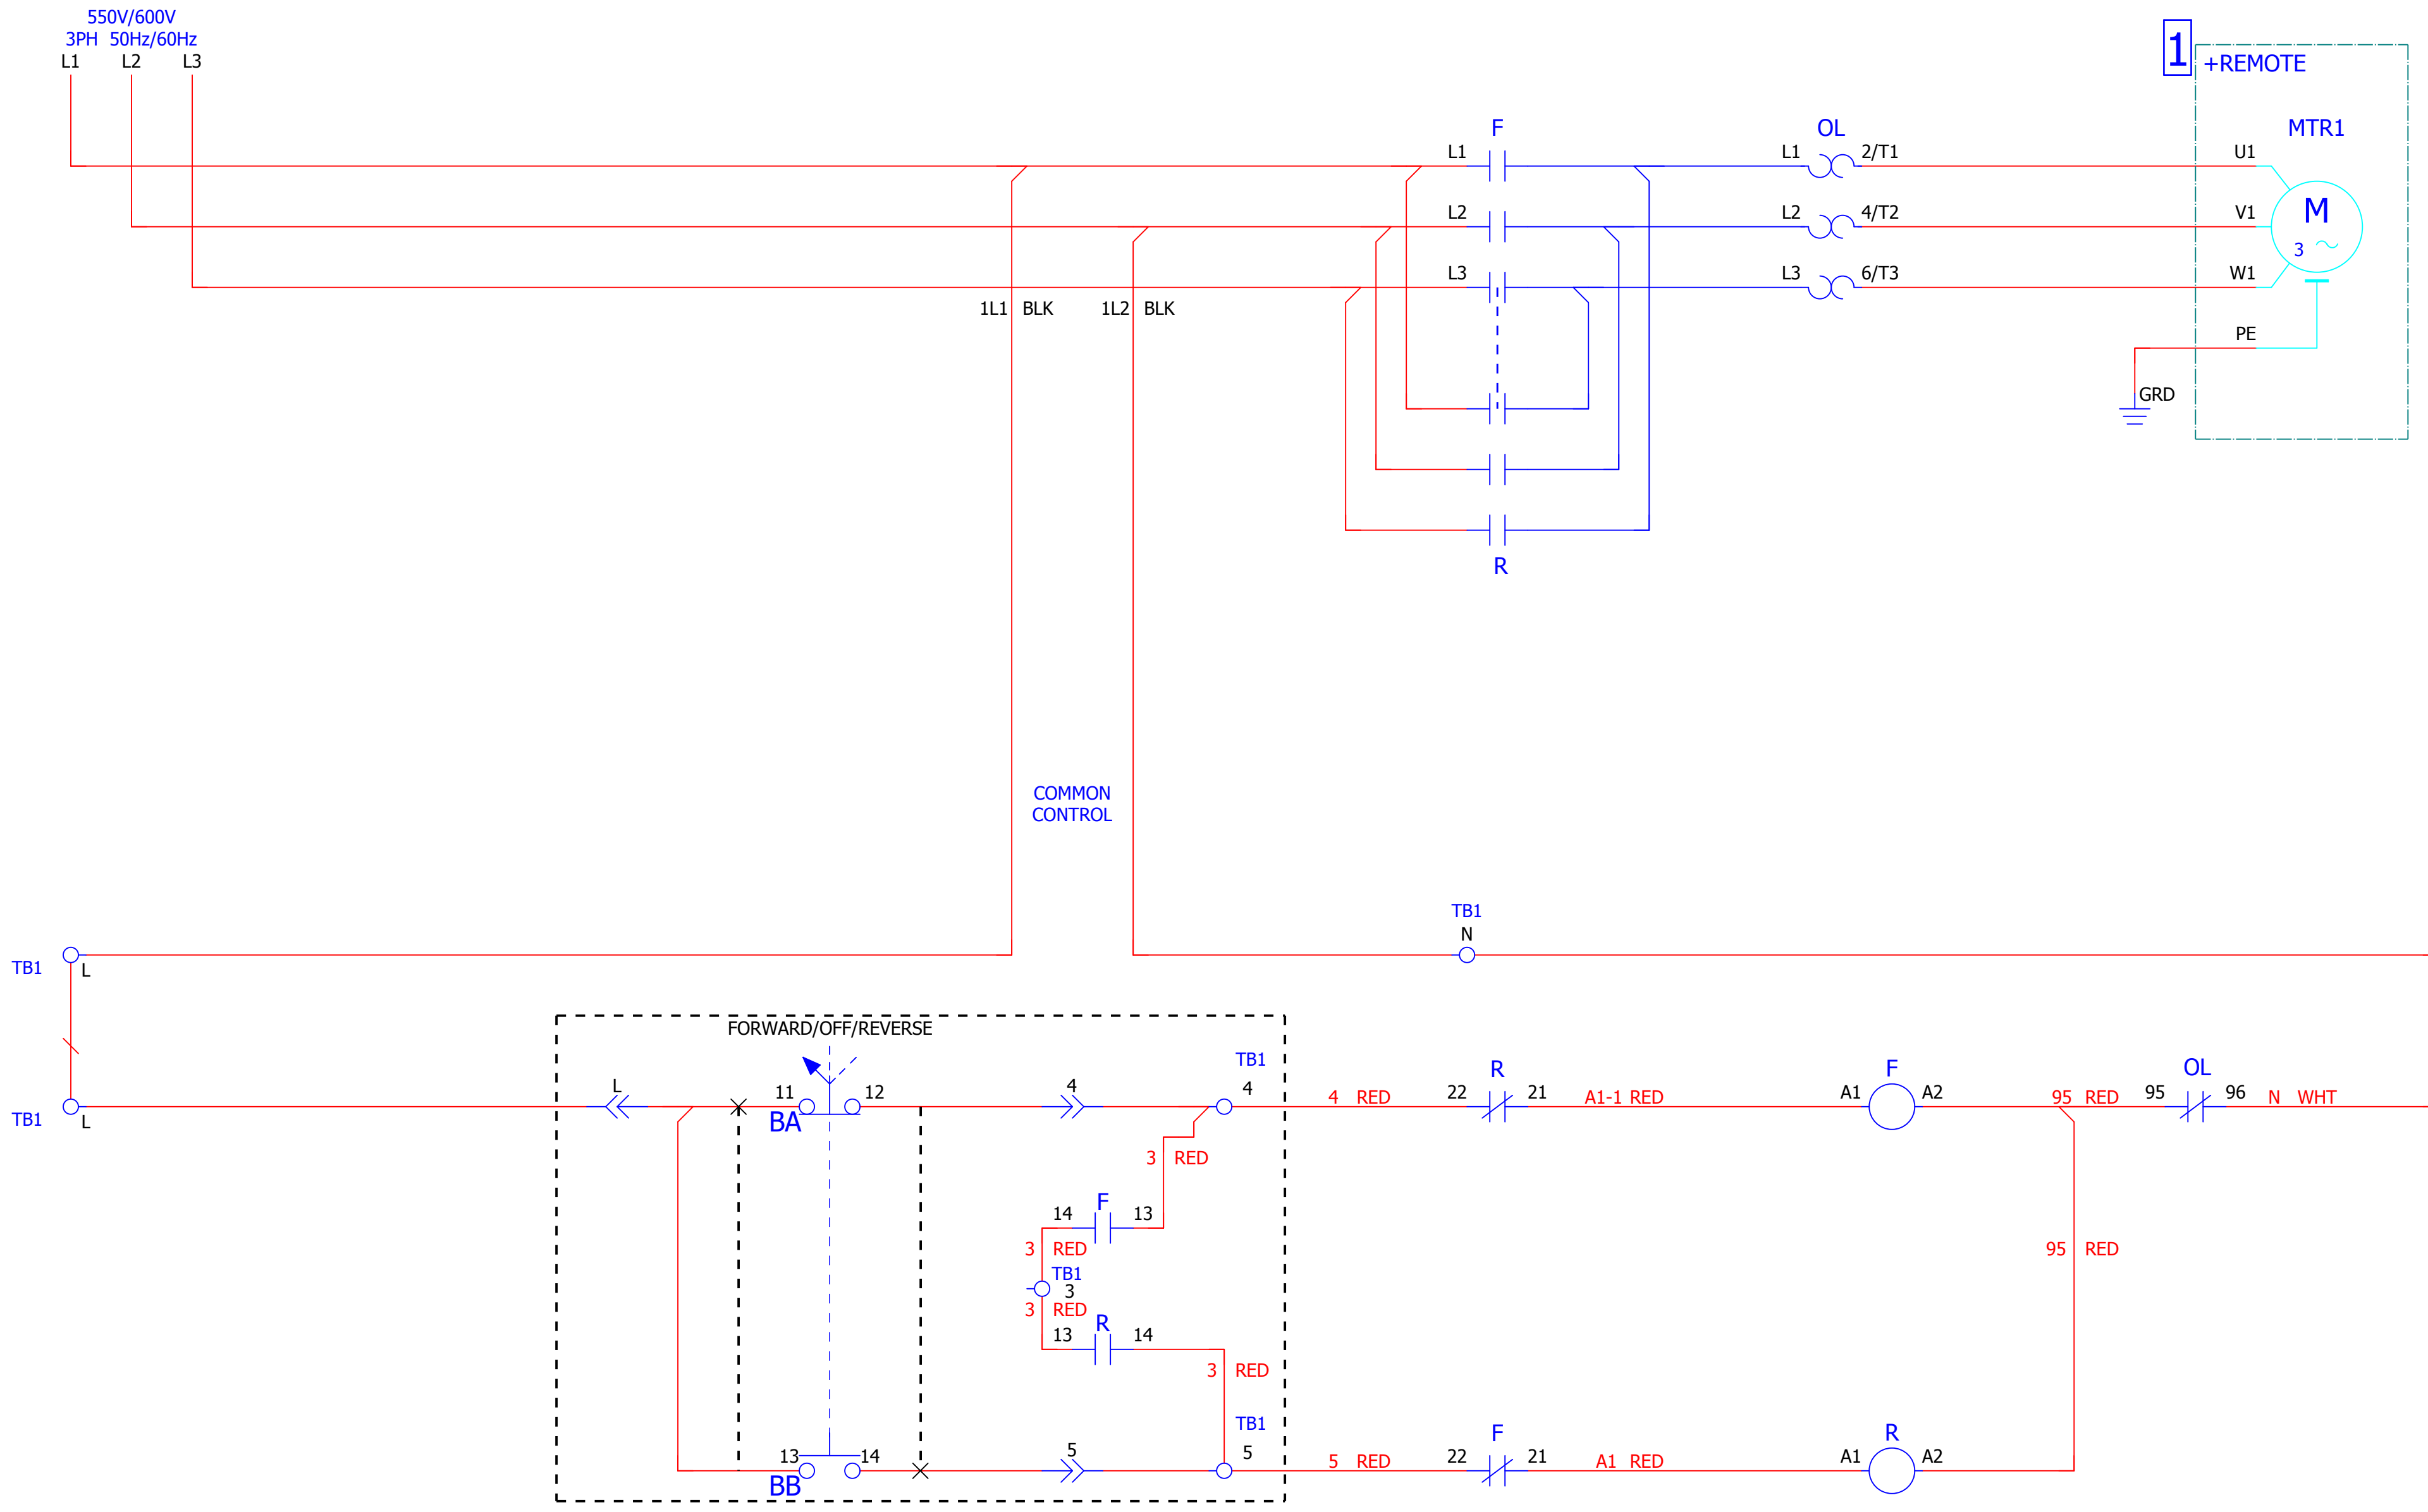 550V/600V
3PH 50Hz/60Hz
L1 L2 L3
1
+REMOTE
F OL MTR1
L1 L1 2/T1 U1
L2 L2 4/T2 V1
M
3
L3 L3 6/T3 W1
1L1 BLK 1L2 BLK
PE
GRD
R
COMMON
CONTROL
TB1
N
TB1 L
FORWARD/OFF/REVERSE
TB1
R F OL
L 11 12 4 4
4 RED 22 21 A1-1 RED A1 A2 95 RED 95 96 N WHT
TB1 L
BA
3 RED
F
14 13
3 RED
95 RED
TB1
3
3 RED
R
13 14
3 RED
TB1
F R
13 14 5 5
5 RED 22 21 A1 RED A1 A2
BB